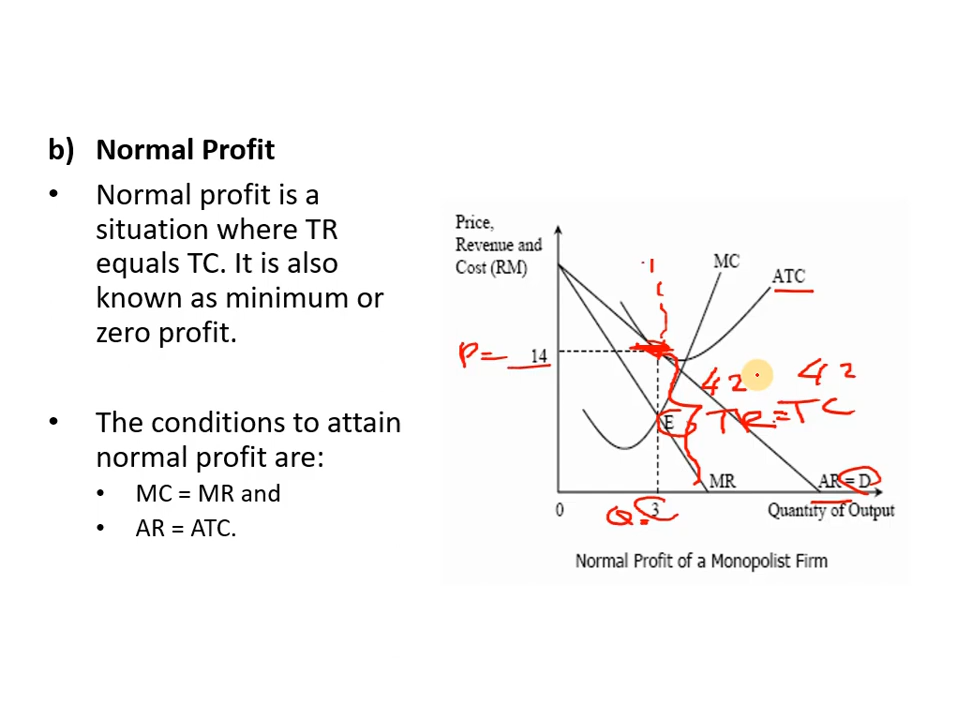 b) Normal Profit
• Normal profit is a
situation where TR
equals TC. It is also
known as minimum or
zero profit.
• The conditions to attain
normal profit are:
• MC = MR and
• AR = ATC.
Price,
Revenue and
Cost (RM)
MC
ATC
P= 14
42 42
E TR=TC
MR
AR = D
0 Q= 3 Quantity of Output
Normal Profit of a Monopolist Firm